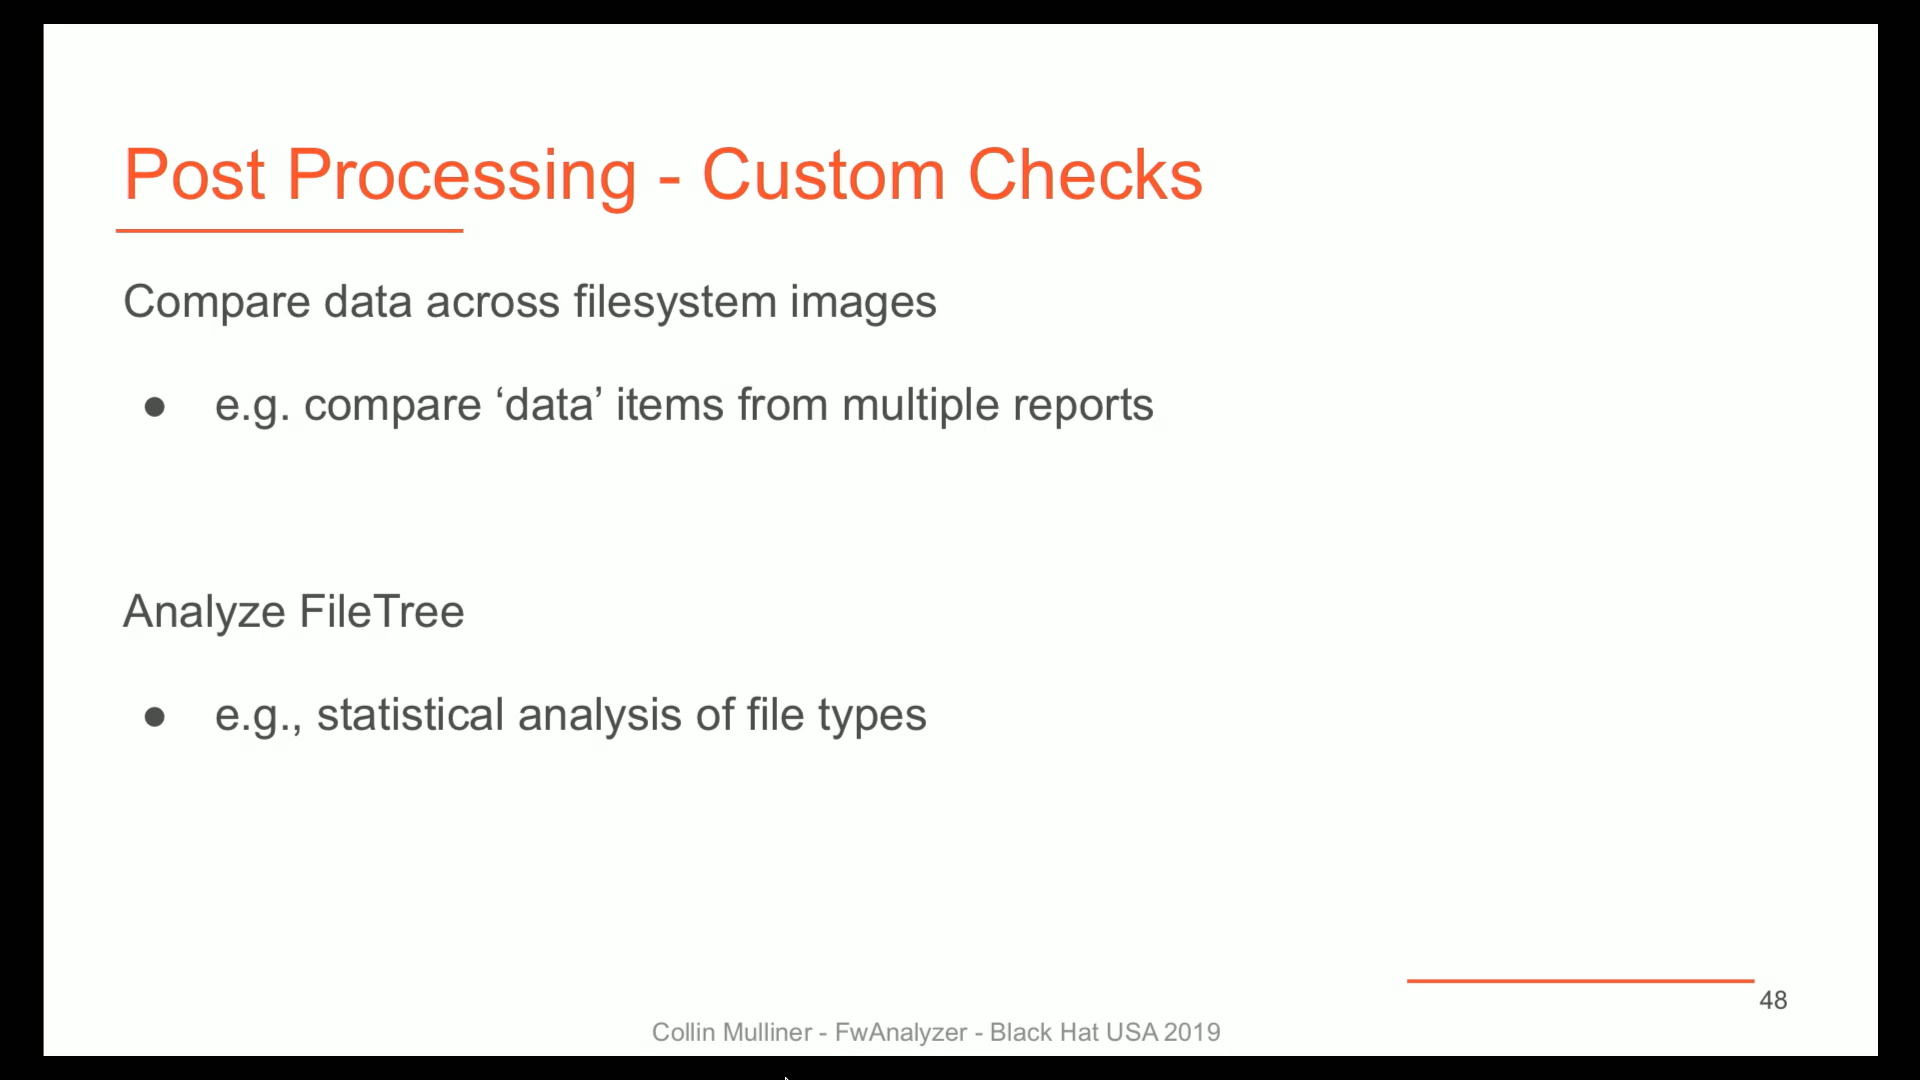 Post Processing - Custom Checks
Compare data across filesystem images
● e.g. compare ‘data’ items from multiple reports
Analyze FileTree
● e.g., statistical analysis of file types
48
Collin Mulliner - FwAnalyzer - Black Hat USA 2019